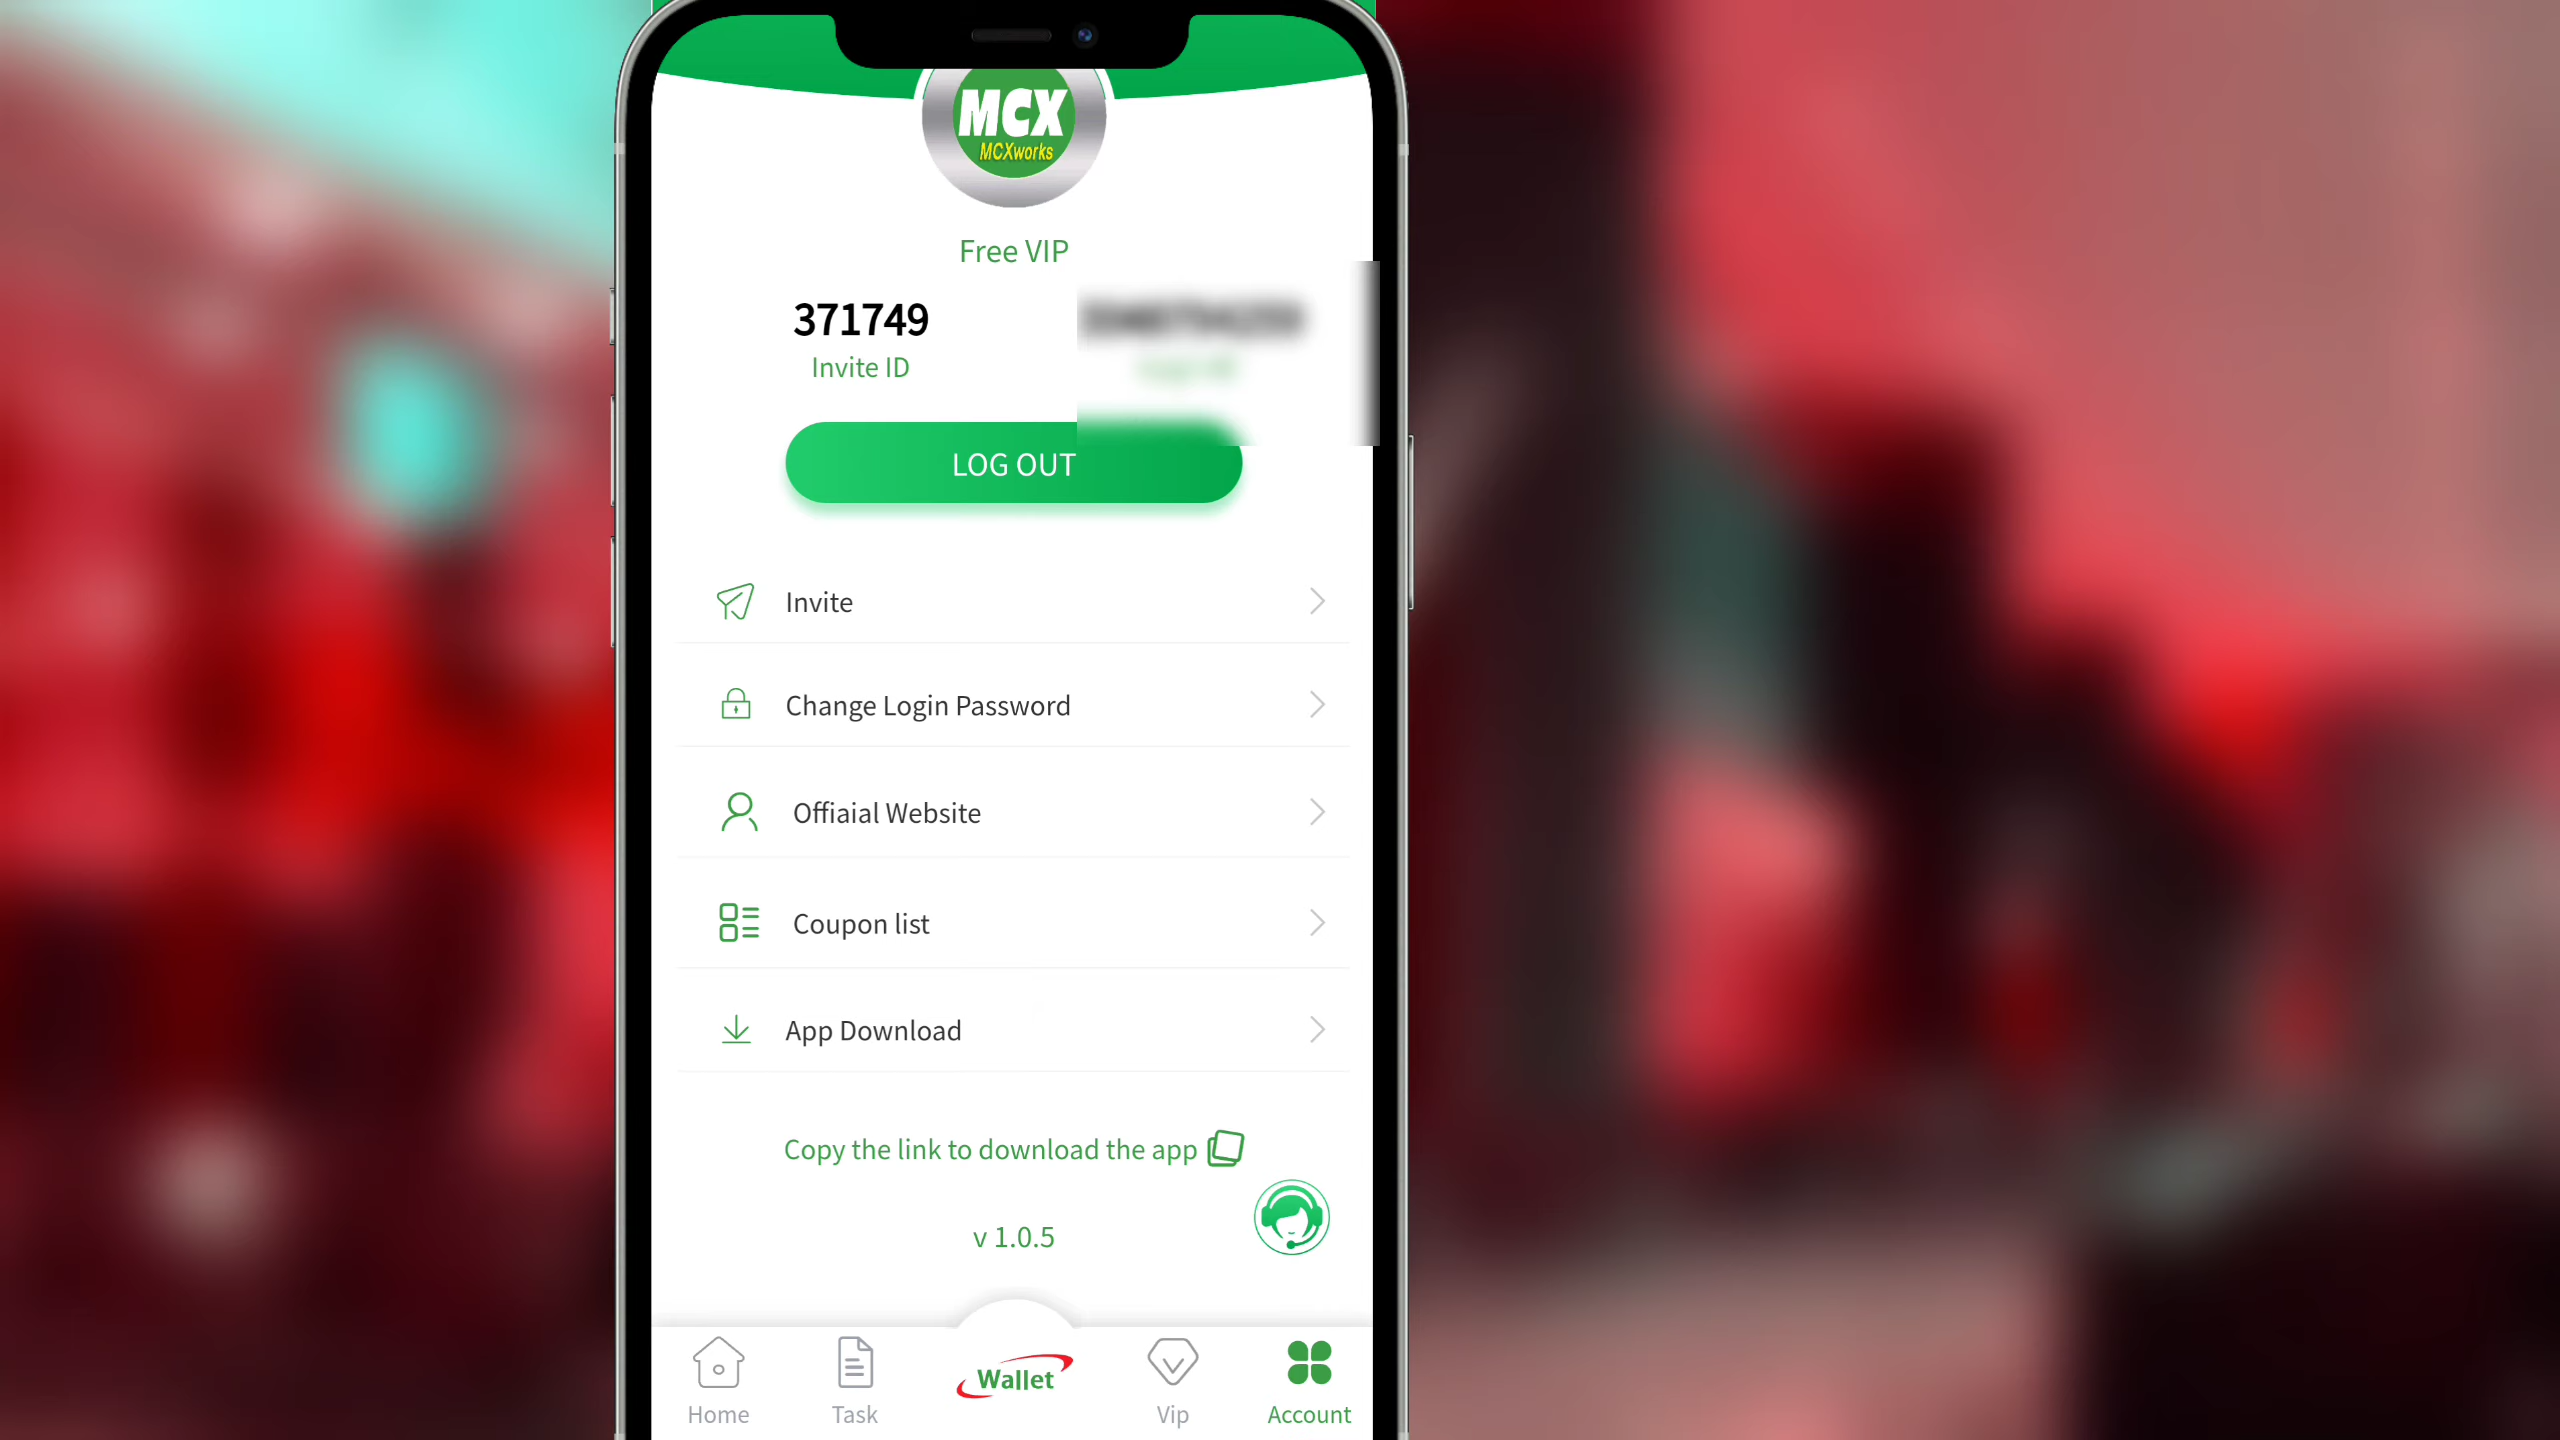 MCX
MCXworks
Free VIP
371749
Invite ID
LOG OUT
Invite
Change Login Password
Offiaial Website
Coupon list
App Download
Copy the link to download the app
v 1.0.5
Wallet
Home
Task
Vip
Account